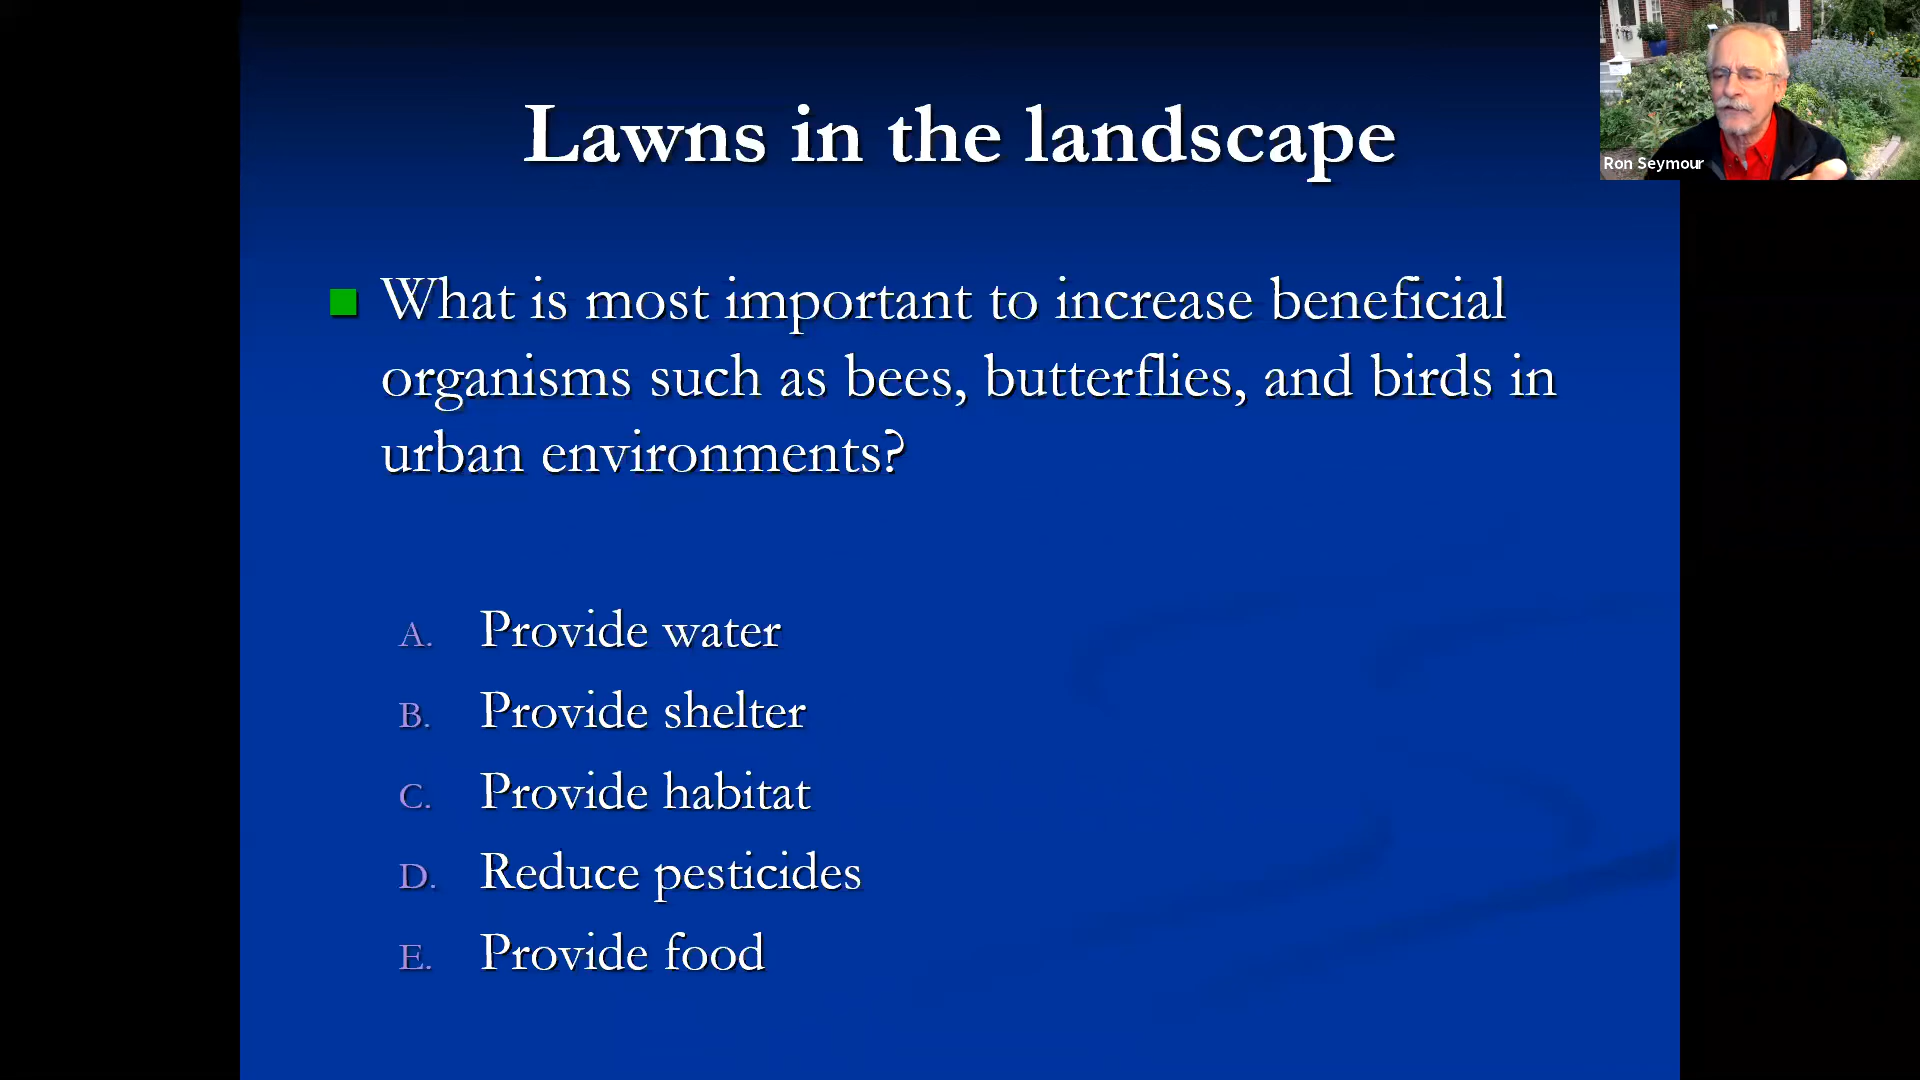 Lawns in the landscape
Ron Seymour
What is most important to increase beneficial
organisms such as bees, butterflies, and birds in
urban environments?
A. Provide water
B. Provide shelter
C. Provide habitat
D. Reduce pesticides
E. Provide food